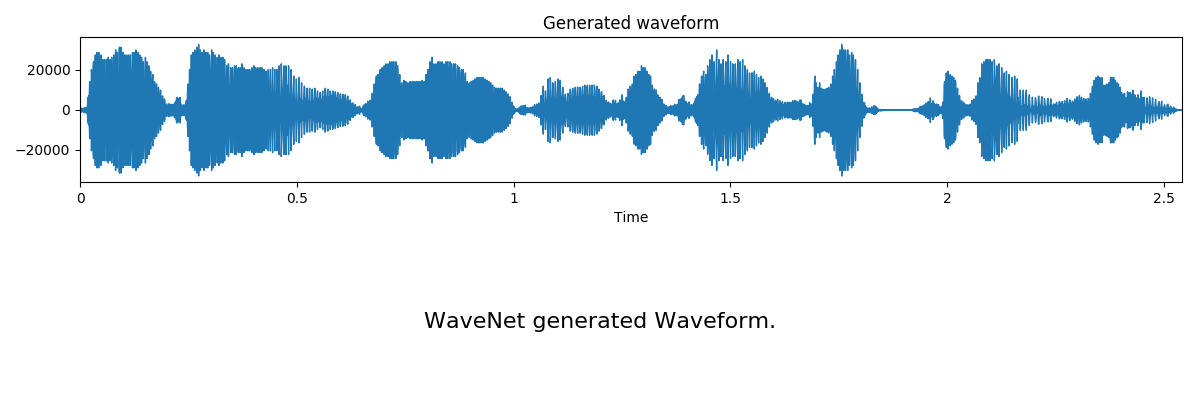 Generated waveform
20000
0
−20000
0 0.5 1 1.5 2 2.5
Time
WaveNet generated Waveform.